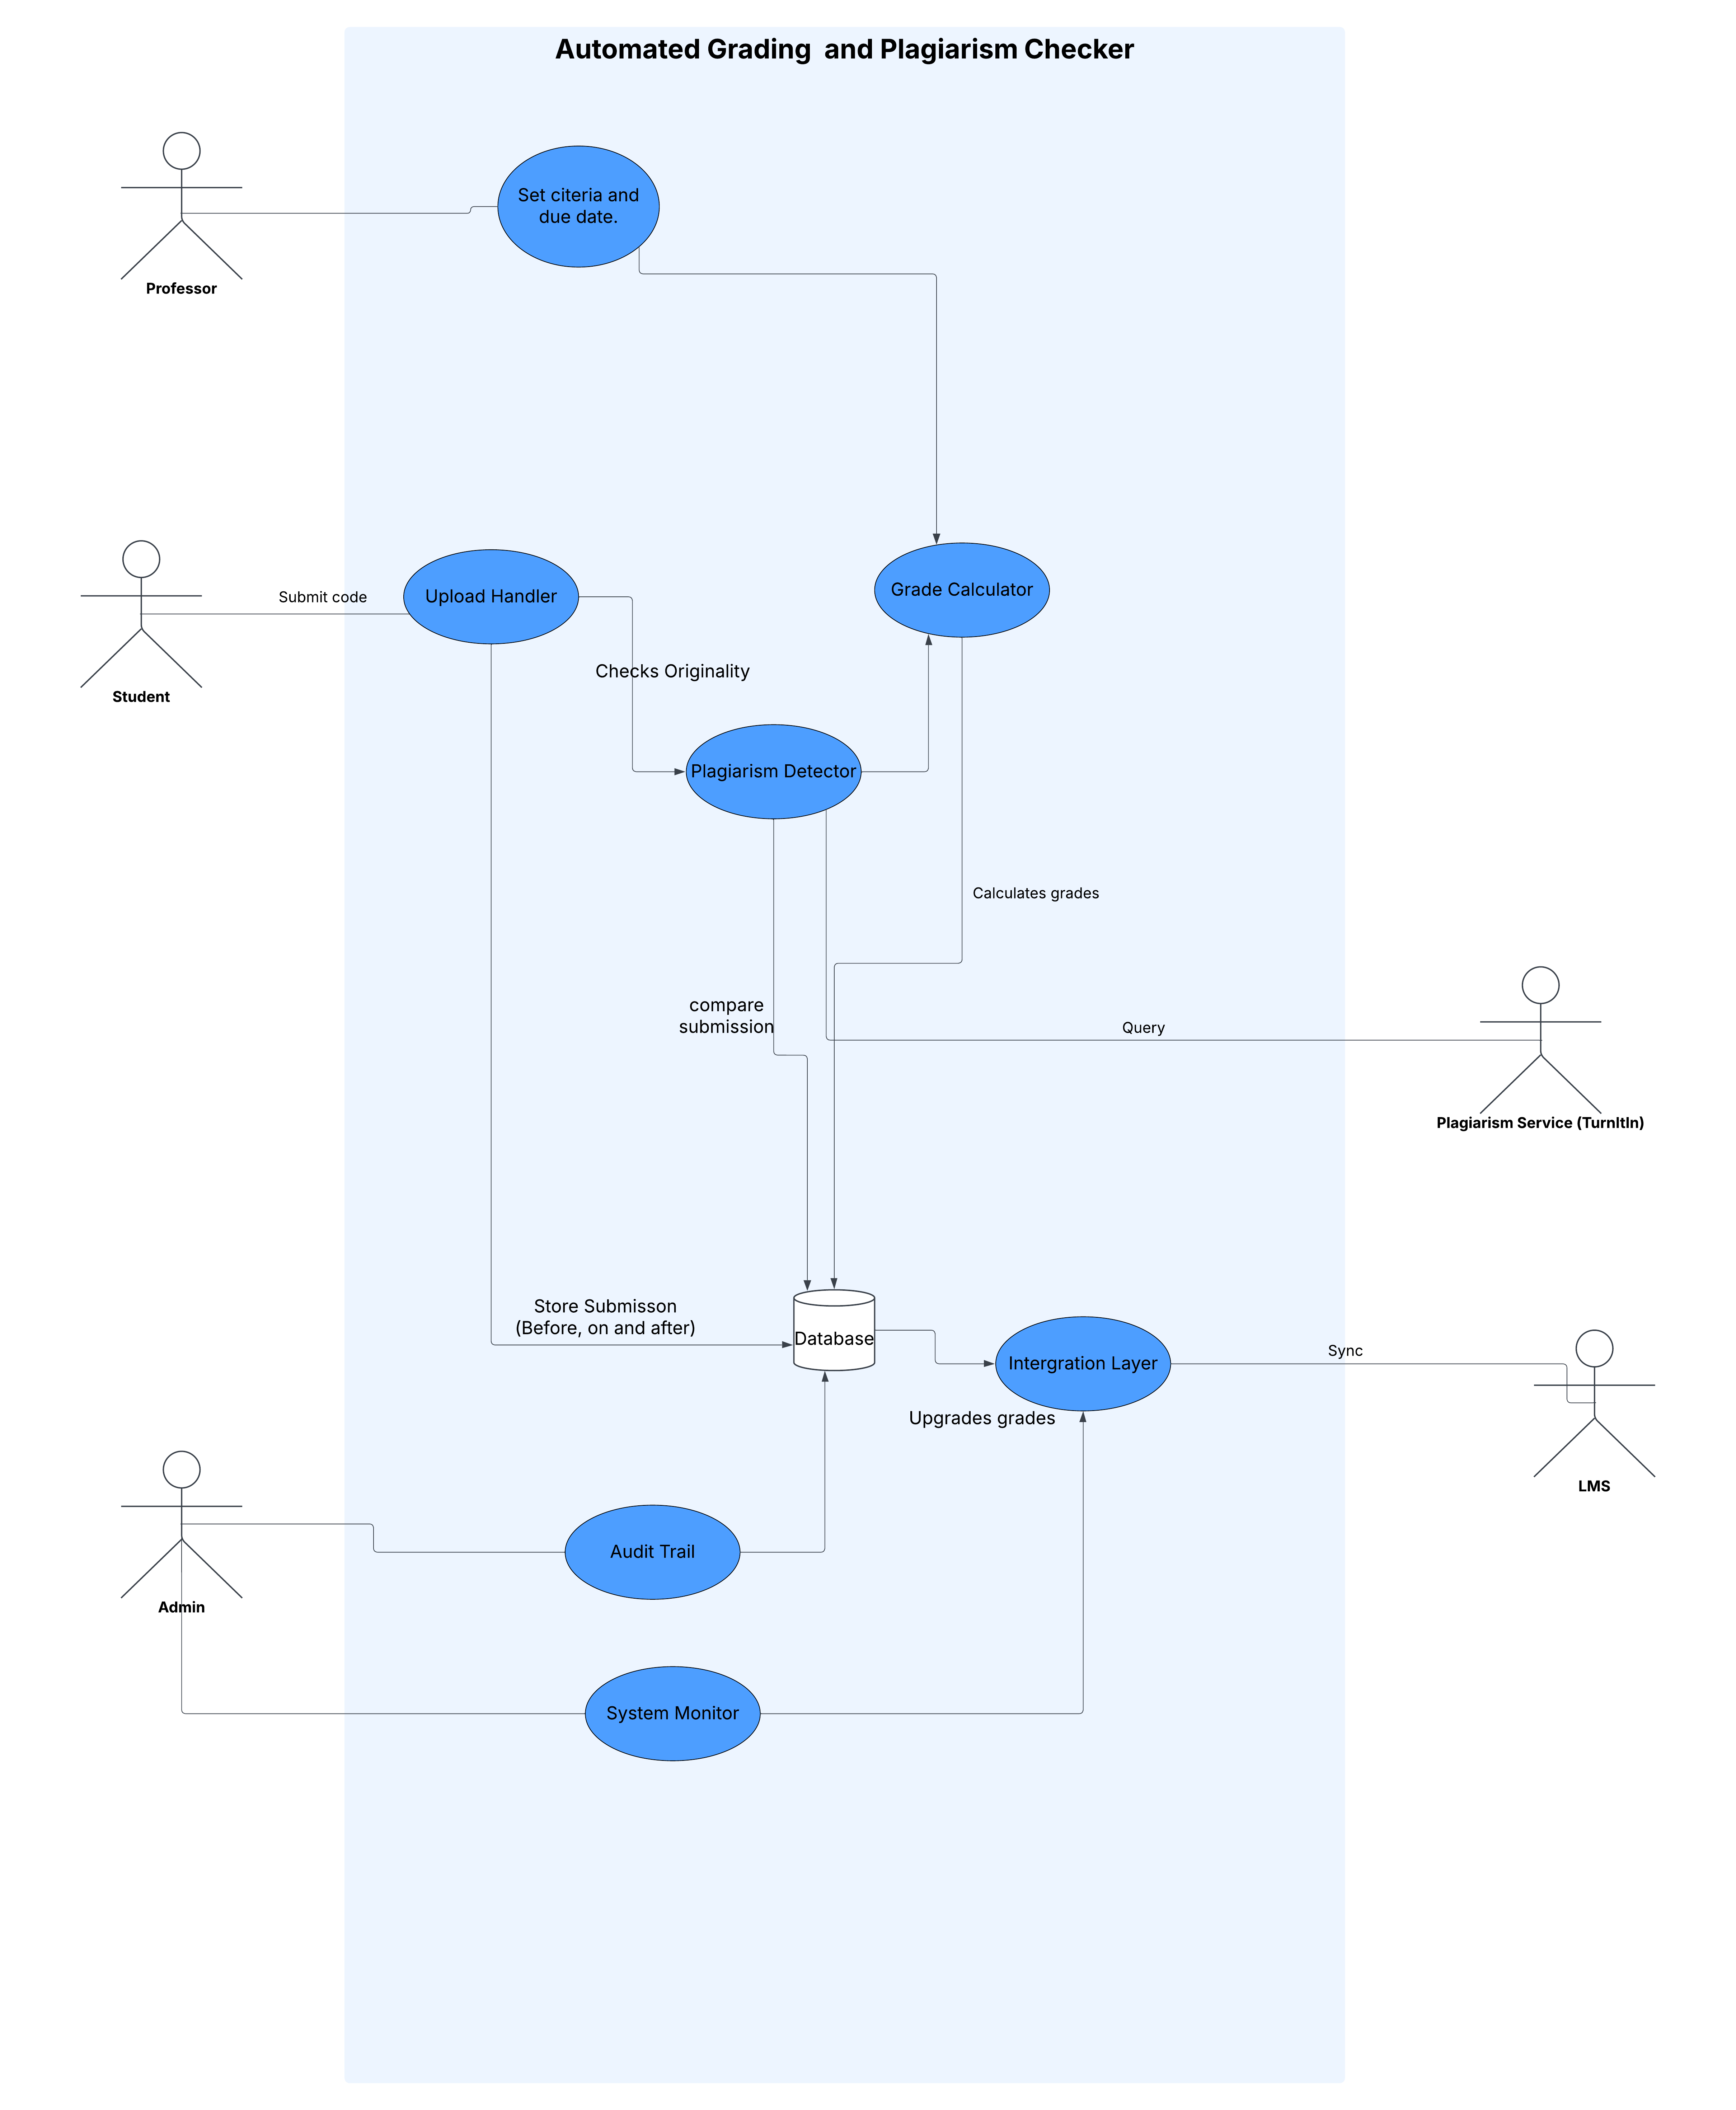 Automated Grading  and Plagiarism Checker
Set citeria and
due date.
Professor
Submit code
Upload Handler
Grade Calculator
Checks Originality
Student
Plagiarism Detector
Calculates grades
compare
submission
Query
Plagiarism Service (TurnItIn)
Store Submisson
(Before, on and after)
Database
Intergration Layer
Sync
Upgrades grades
LMS
Audit Trail
Admin
System Monitor